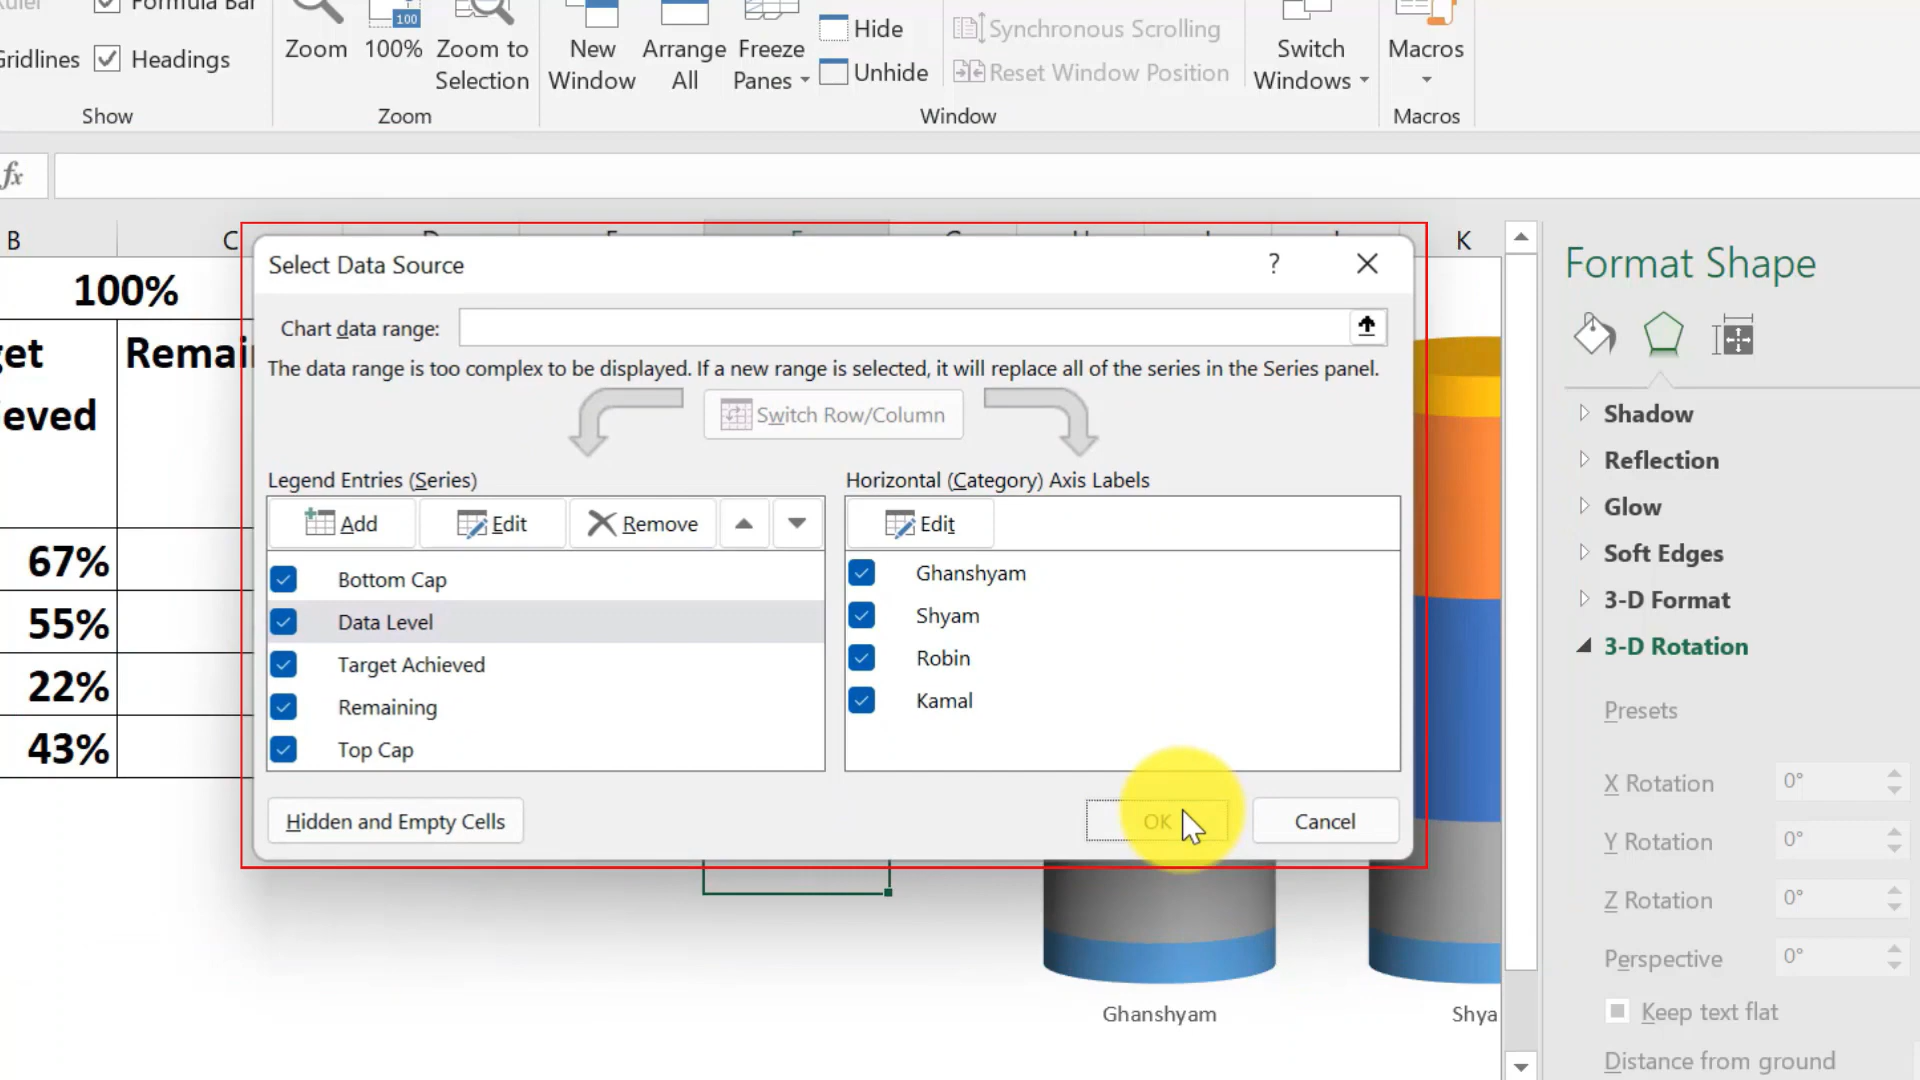 Formula Bar
Gridlines Headings
Show
Zoom 100% Zoom to Selection
Zoom
New Window Arrange All Freeze Panes
Hide
Unhide
Synchronous Scrolling
Reset Window Position
Window
Switch Windows
Macros
Macros
fx
B C K
100%
Select Data Source ?
Chart data range:
The data range is too complex to be displayed. If a new range is selected, it will replace all of the series in the Series panel.
Switch Row/Column
Legend Entries (Series)
Add Edit Remove
Bottom Cap
Data Level
Target Achieved
Remaining
Top Cap
Horizontal (Category) Axis Labels
Edit
Ghanshyam
Shyam
Robin
Kamal
Hidden and Empty Cells OK Cancel
get
ieved
Remai
67%
55%
22%
43%
Ghanshyam
Shya
Format Shape
Shadow
Reflection
Glow
Soft Edges
3-D Format
3-D Rotation
Presets
X Rotation 0°
Y Rotation 0°
Z Rotation 0°
Perspective 0°
Keep text flat
Distance from ground